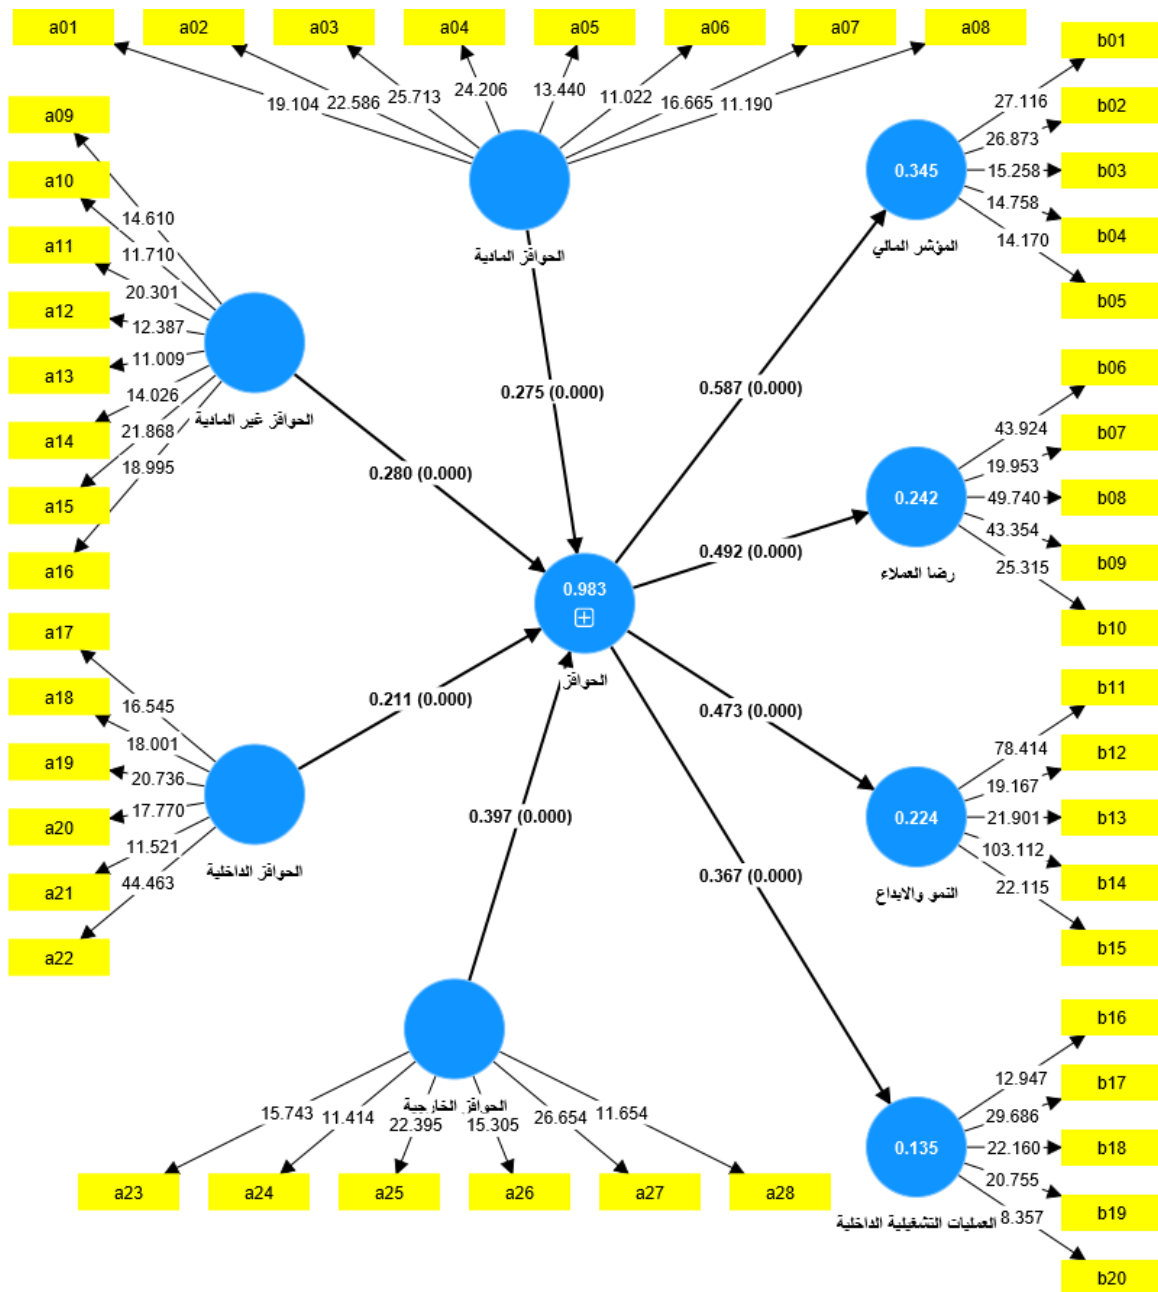 a01 a02 a03 a04 a05 a06 a07 a08
19.104 22.586 25.713 24.206 13.440 11.022 16.665 11.190
الحوافز المادية
a09
a10
a11
a12
a13
a14
a15
a16
14.610
11.710
20.301
12.387
11.009
14.026
21.868
18.995
الحوافز غير المادية
a17
a18
a19
a20
a21
a22
16.545
18.001
20.736
17.770
11.521
44.463
الحوافز الداخلية
الحوافز الخارجية
15.743 11.414 22.395 15.305 26.654 11.654
a23 a24 a25 a26 a27 a28
0.275 (0.000)
0.280 (0.000)
0.211 (0.000)
0.397 (0.000)
0.983
الحوافز
0.587 (0.000)
0.492 (0.000)
0.473 (0.000)
0.367 (0.000)
0.345
المؤشر المالي
27.116
26.873
15.258
14.758
14.170
b01
b02
b03
b04
b05
0.242
رضا العملاء
43.924
19.953
49.740
43.354
25.315
b06
b07
b08
b09
b10
0.224
النمو والابداع
78.414
19.167
21.901
103.112
22.115
b11
b12
b13
b14
b15
0.135
العمليات التشغيلية الداخلية
12.947
29.686
22.160
20.755
8.357
b16
b17
b18
b19
b20